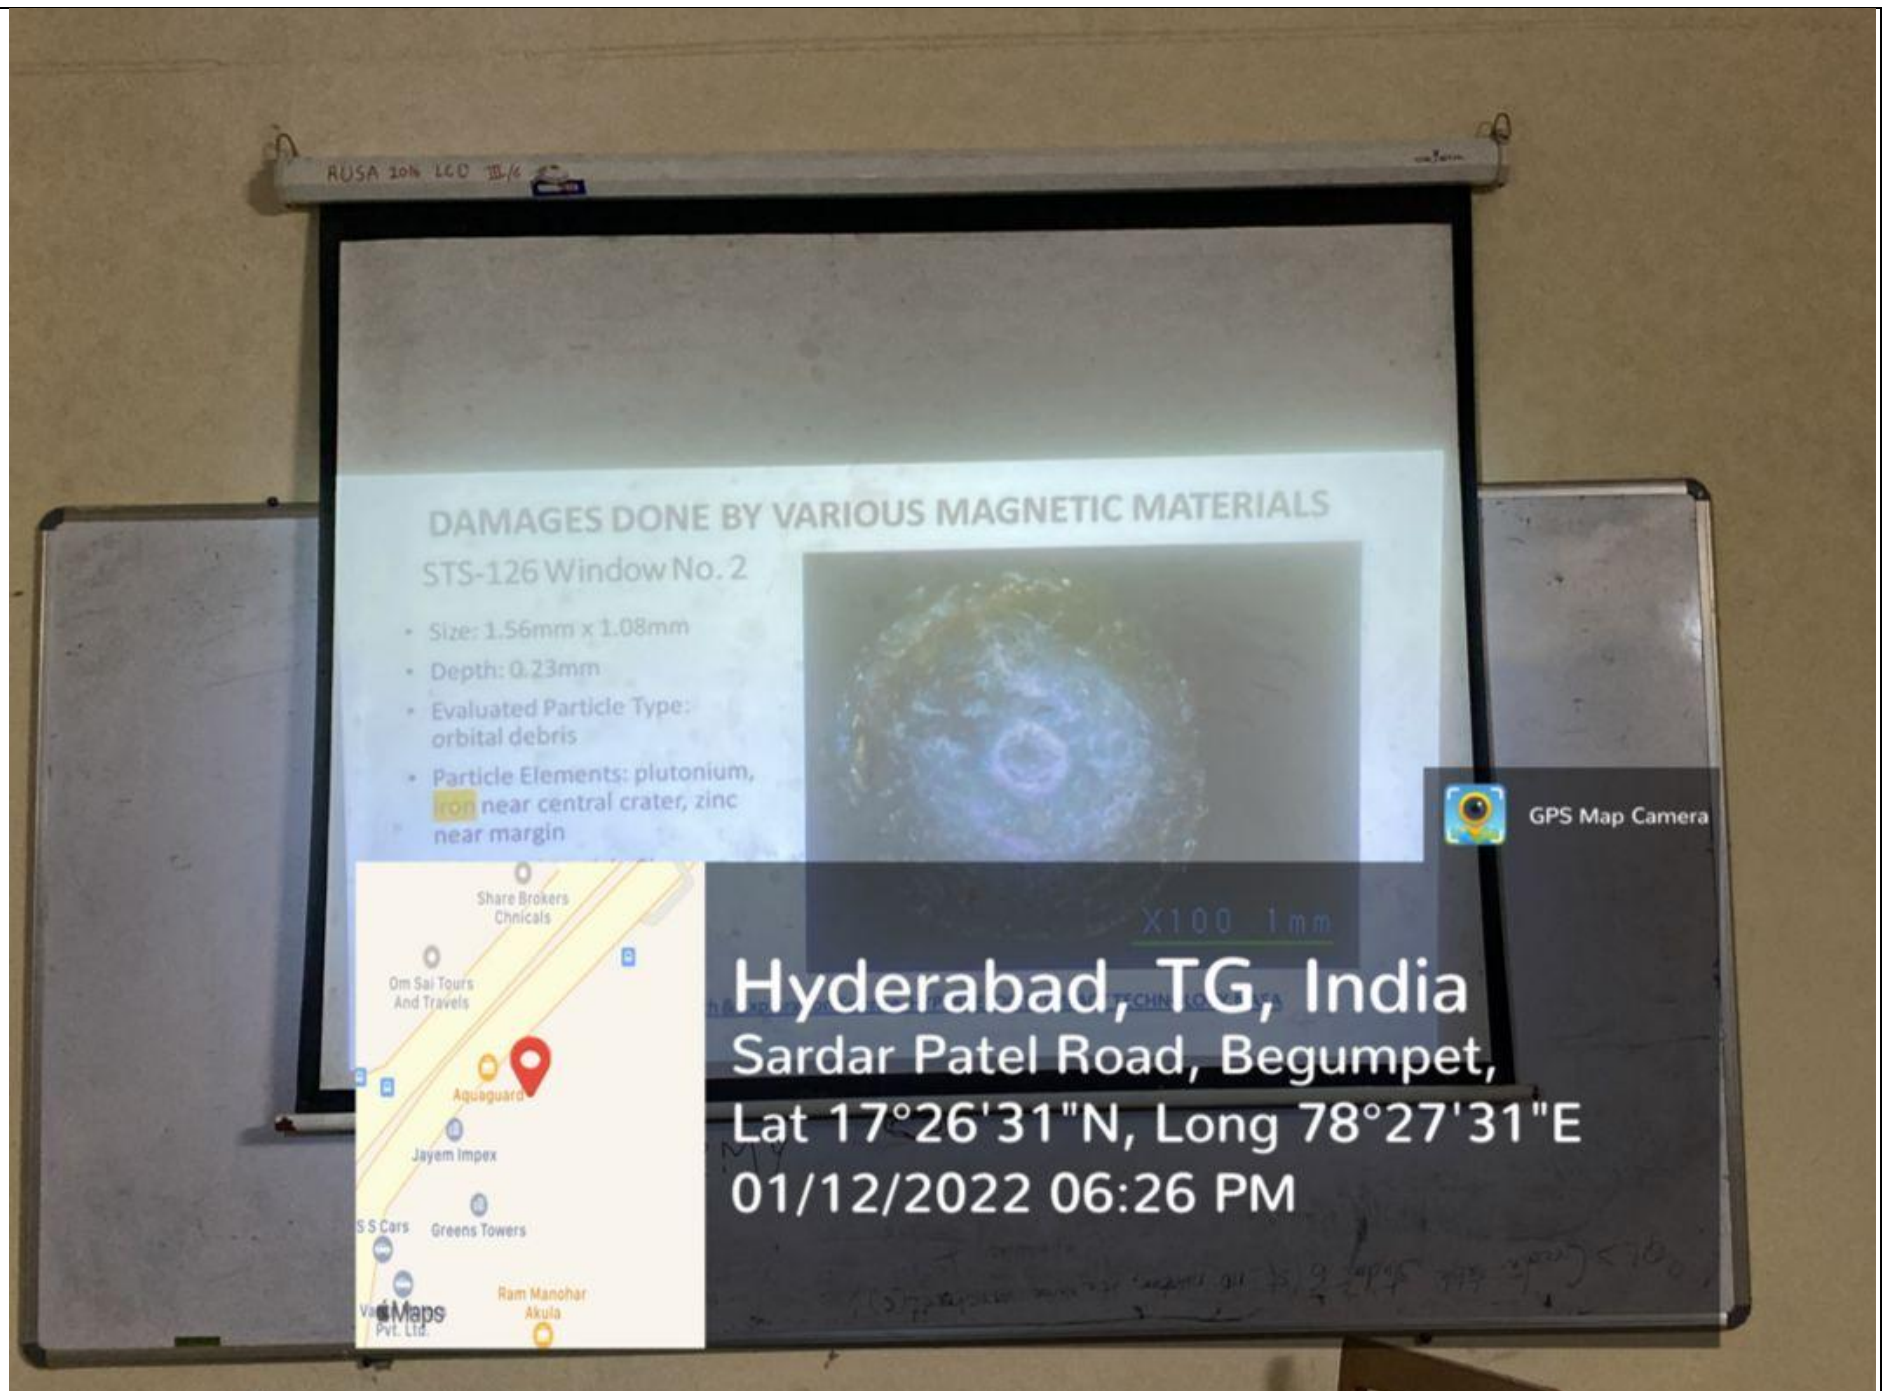 RUSA 2016 LCD III/6
DAMAGES DONE BY VARIOUS MAGNETIC MATERIALS
STS-126 Window No. 2
• Size: 1.56mm x 1.08mm
• Depth: 0.23mm
• Evaluated Particle Type:
orbital debris
• Particle Elements: plutonium,
iron near central crater, zinc
near margin
X100 1mm
GPS Map Camera
Share Brokers
Chnicals
Om Sai Tours
And Travels
Aquaguard
Jayem Impex
S S Cars
Greens Towers
Ram Manohar
Akula
Maps
Pvt. Ltd.
Hyderabad, TG, India
Sardar Patel Road, Begumpet,
Lat 17°26'31"N, Long 78°27'31"E
01/12/2022 06:26 PM